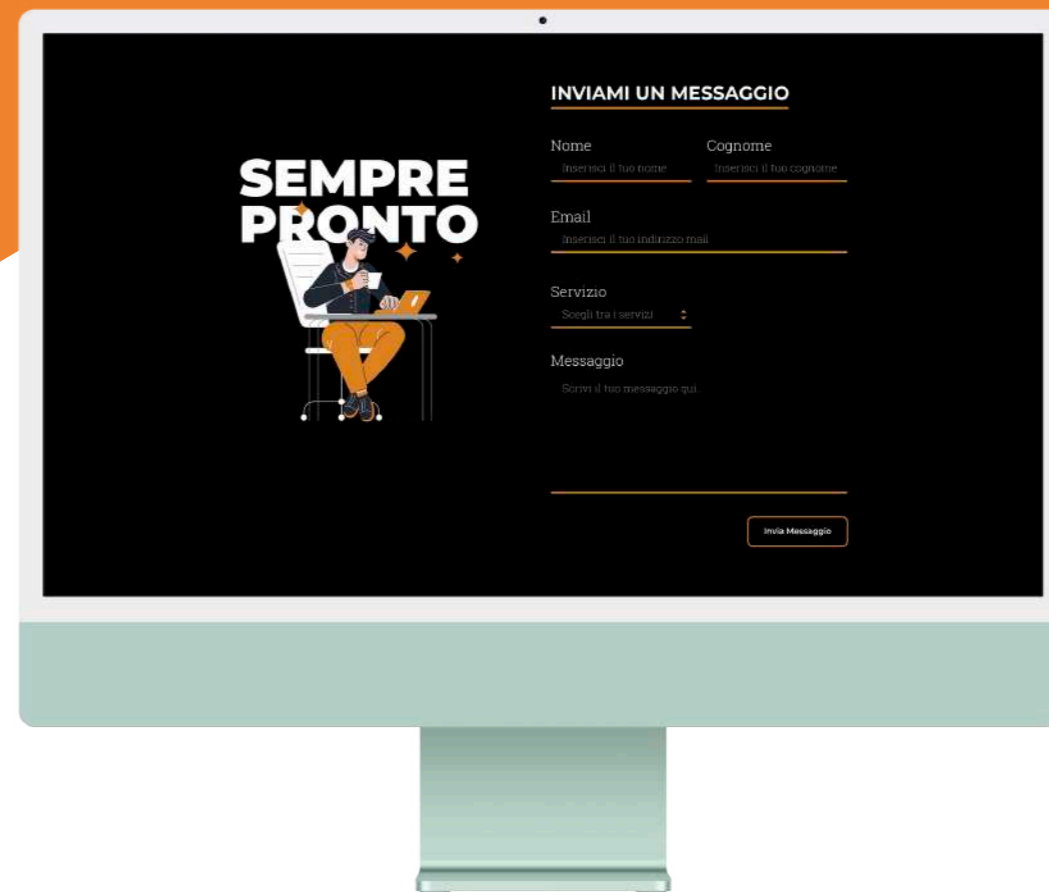 SEMPRE
PRONTO
INVIAMI UN MESSAGGIO
Nome
Cognome
Inserisci il tuo nome
Inserisci il tuo cognome
Email
Inserisci il tuo indirizzo mail
Servizio
Scegli tra i servizi
Messaggio
Scrivi il tuo messaggio qui.
Invia Messaggio